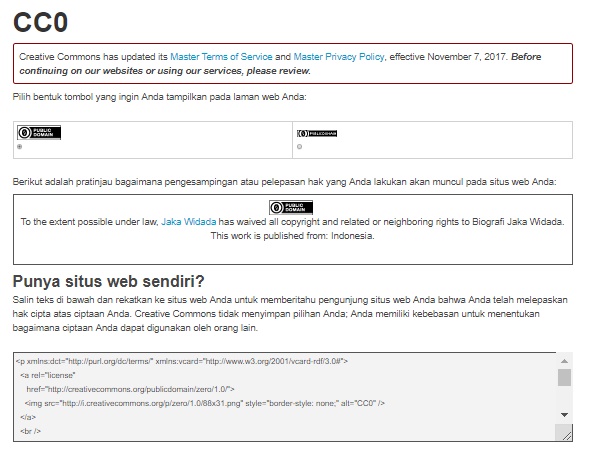 CC0
Creative Commons has updated its Master Terms of Service and Master Privacy Policy, effective November 7, 2017. Before
continuing on our websites or using our services, please review.
Pilih bentuk tombol yang ingin Anda tampilkan pada laman web Anda:
0 PUBLIC DOMAIN
0 PUBLIC DOMAIN
Berikut adalah pratinjau bagaimana pengesampingan atau pelepasan hak yang Anda lakukan akan muncul pada situs web Anda:
0 PUBLIC DOMAIN
To the extent possible under law, Jaka Widada has waived all copyright and related or neighboring rights to Biografi Jaka Widada.
This work is published from: Indonesia.
Punya situs web sendiri?
Salin teks di bawah dan rekatkan ke situs web Anda untuk memberitahu pengunjung situs web Anda bahwa Anda telah melepaskan
hak cipta atas ciptaan Anda. Creative Commons tidak menyimpan pilihan Anda; Anda memiliki kebebasan untuk menentukan
bagaimana ciptaan Anda dapat digunakan oleh orang lain.
<p xmlns:dct="http://purl.org/dc/terms/" xmlns:vcard="http://www.w3.org/2001/vcard-rdf/3.0#">
<a rel="license"
href="http://creativecommons.org/publicdomain/zero/1.0/">
<img src="http://i.creativecommons.org/p/zero/1.0/88x31.png" style="border-style: none;" alt="CC0" />
</a>
<br />